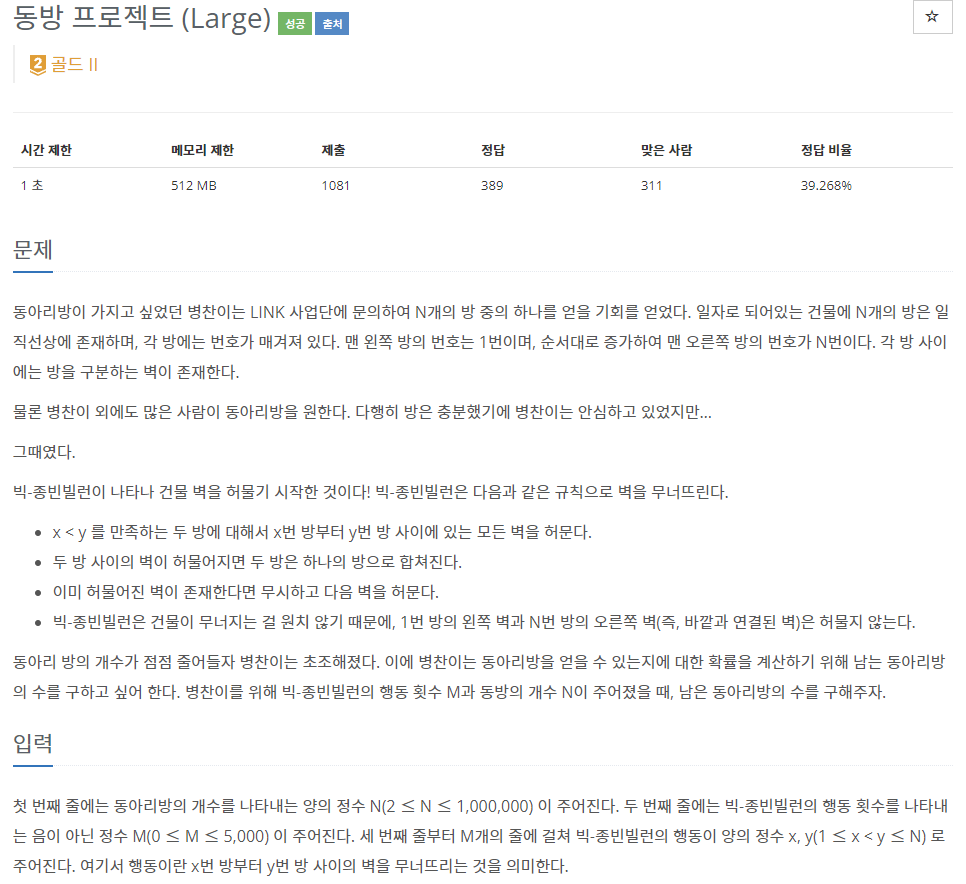 동방 프로젝트 (Large) 성공 출처
☆
2 골드 II
시간 제한 메모리 제한 제출 정답 맞은 사람 정답 비율
1 초 512 MB 1081 389 311 39.268%
문제
동아리방이 가지고 싶었던 병찬이는 LINK 사업단에 문의하여 N개의 방 중의 하나를 얻을 기회를 얻었다. 일자로 되어있는 건물에 N개의 방은 일
직선상에 존재하며, 각 방에는 번호가 매겨져 있다. 맨 왼쪽 방의 번호는 1번이며, 순서대로 증가하여 맨 오른쪽 방의 번호가 N번이다. 각 방 사이
에는 방을 구분하는 벽이 존재한다.
물론 병찬이 외에도 많은 사람이 동아리방을 원한다. 다행히 방은 충분했기에 병찬이는 안심하고 있었지만...
그때였다.
빅-종빈빌런이 나타나 건물 벽을 허물기 시작한 것이다! 빅-종빈빌런은 다음과 같은 규칙으로 벽을 무너뜨린다.
• x < y 를 만족하는 두 방에 대해서 x번 방부터 y번 방 사이에 있는 모든 벽을 허문다.
• 두 방 사이의 벽이 허물어지면 두 방은 하나의 방으로 합쳐진다.
• 이미 허물어진 벽이 존재한다면 무시하고 다음 벽을 허문다.
• 빅-종빈빌런은 건물이 무너지는 걸 원치 않기 때문에, 1번 방의 왼쪽 벽과 N번 방의 오른쪽 벽(즉, 바깥과 연결된 벽)은 허물지 않는다.
동아리 방의 개수가 점점 줄어들자 병찬이는 초조해졌다. 이에 병찬이는 동아리방을 얻을 수 있는지에 대한 확률을 계산하기 위해 남는 동아리방
의 수를 구하고 싶어 한다. 병찬이를 위해 빅-종빈빌런의 행동 횟수 M과 동방의 개수 N이 주어졌을 때, 남은 동아리방의 수를 구해주자.
입력
첫 번째 줄에는 동아리방의 개수를 나타내는 양의 정수 N(2 ≤ N ≤ 1,000,000) 이 주어진다. 두 번째 줄에는 빅-종빈빌런의 행동 횟수를 나타내
는 음이 아닌 정수 M(0 ≤ M ≤ 5,000) 이 주어진다. 세 번째 줄부터 M개의 줄에 걸쳐 빅-종빈빌런의 행동이 양의 정수 x, y(1 ≤ x < y ≤ N) 로
주어진다. 여기서 행동이란 x번 방부터 y번 방 사이의 벽을 무너뜨리는 것을 의미한다.